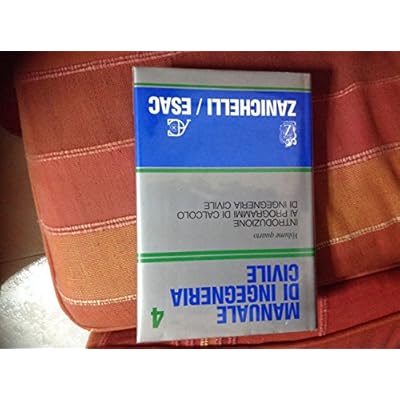 MANUALE
DI INGEGNERIA
CIVILE
4
Volume quarto
INTRODUZIONE
AI PROGRAMMI DI CALCOLO
DI INGEGNERIA CIVILE
ZANICHELLI / ESAC